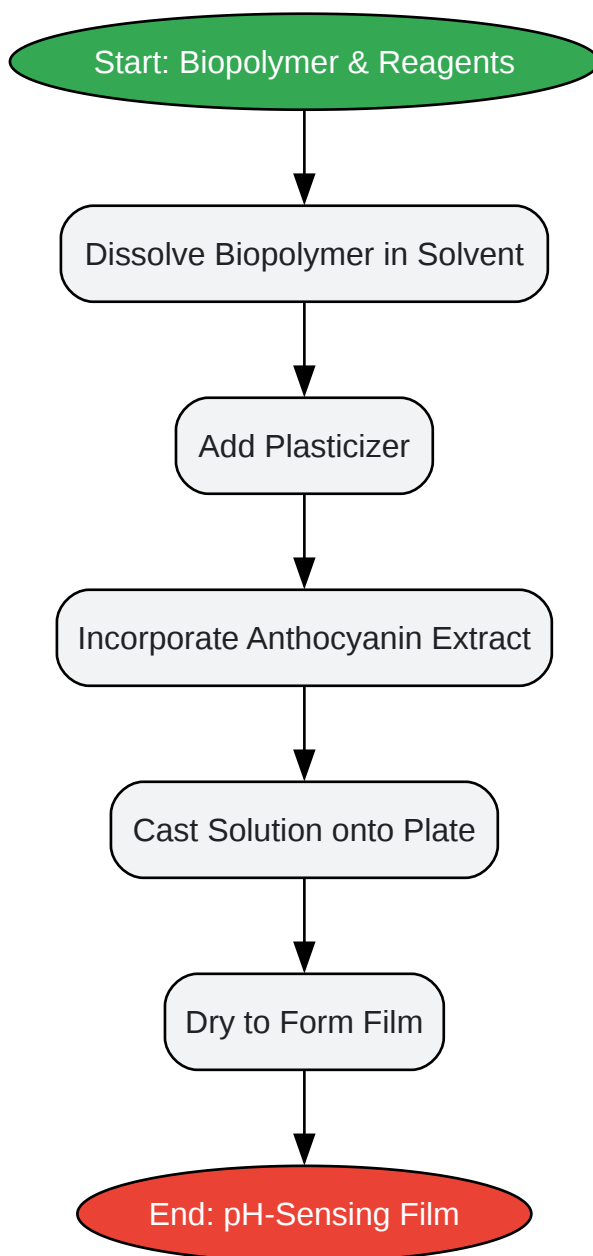 Start: Biopolymer & Reagents
Dissolve Biopolymer in Solvent
Add Plasticizer
Incorporate Anthocyanin Extract
Cast Solution onto Plate
Dry to Form Film
End: pH-Sensing Film